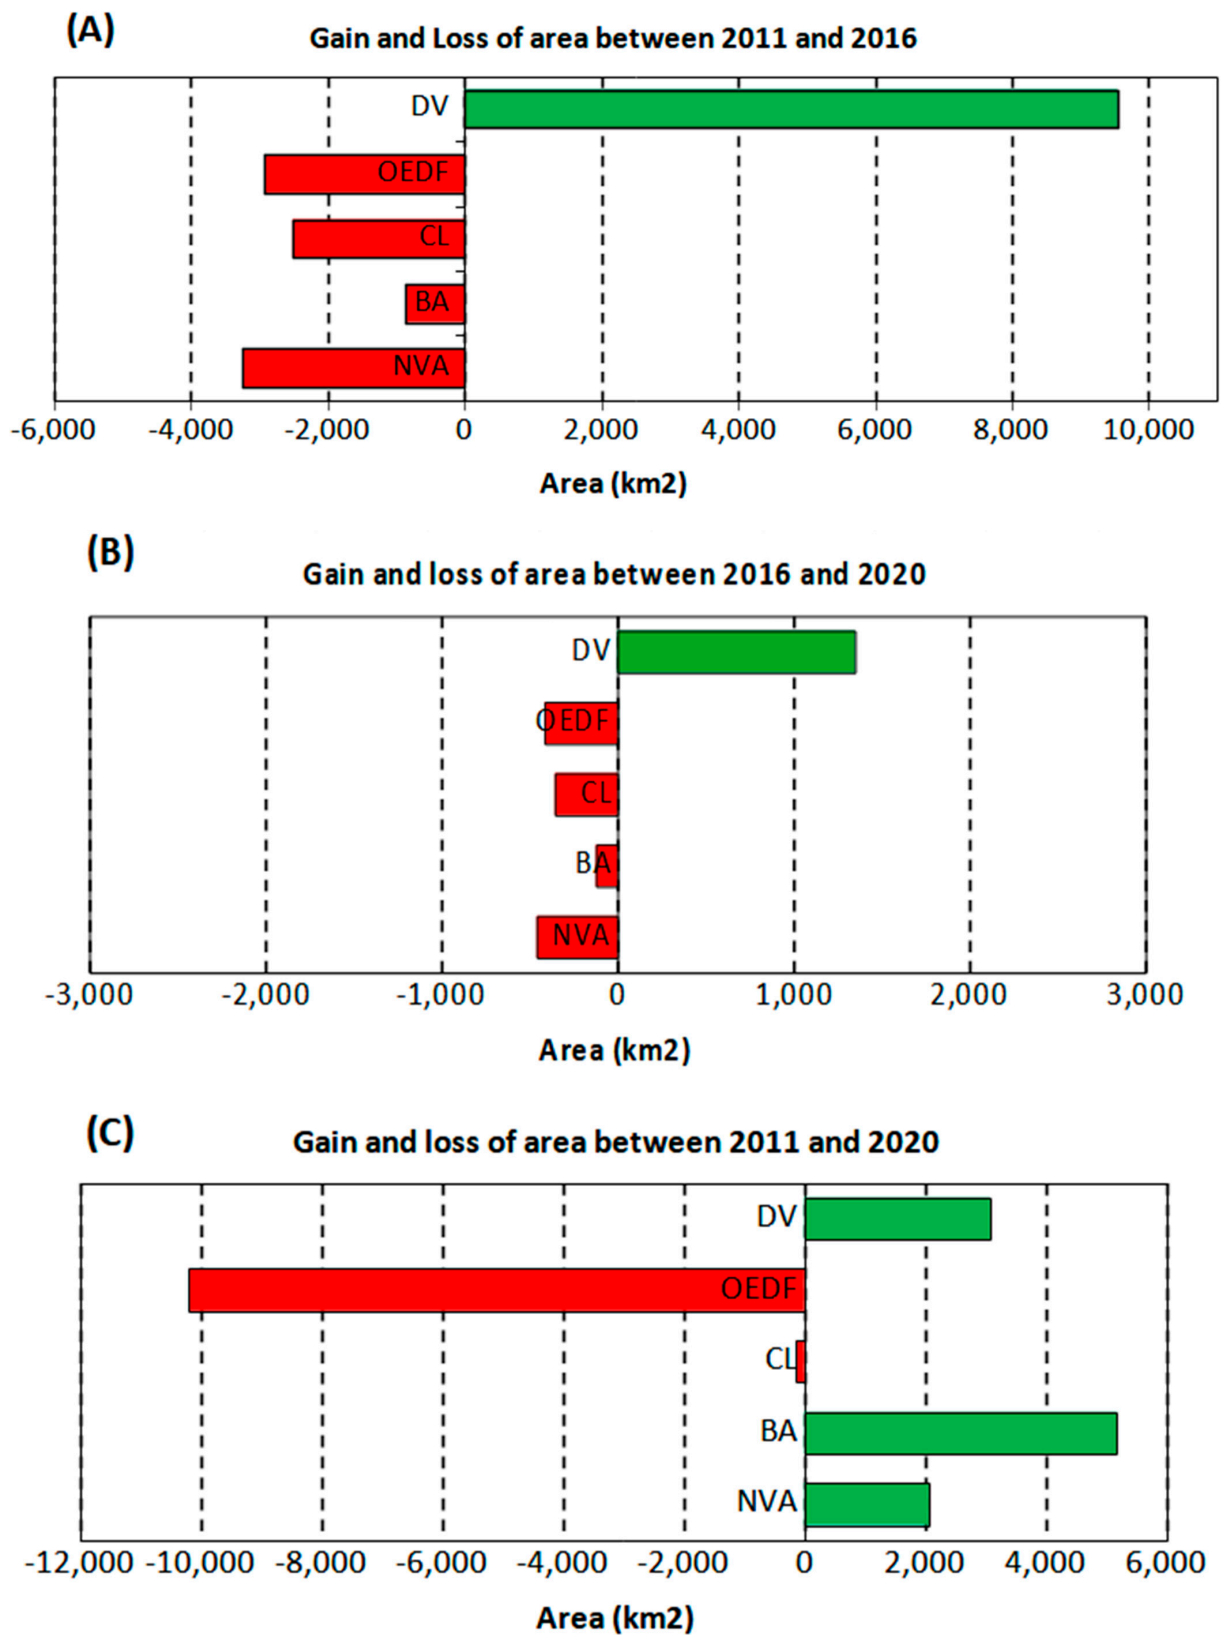 (A)
Gain and Loss of area between 2011 and 2016
DV
OEDF
CL
BA
NVA
-6,000 -4,000 -2,000 0 2,000 4,000 6,000 8,000 10,000
Area (km2)
(B)
Gain and loss of area between 2016 and 2020
DV
OEDF
CL
BA
NVA
-3,000 -2,000 -1,000 0 1,000 2,000 3,000
Area (km2)
(C)
Gain and loss of area between 2011 and 2020
DV
OEDF
CL
BA
NVA
-12,000 -10,000 -8,000 -6,000 -4,000 -2,000 0 2,000 4,000 6,000
Area (km2)